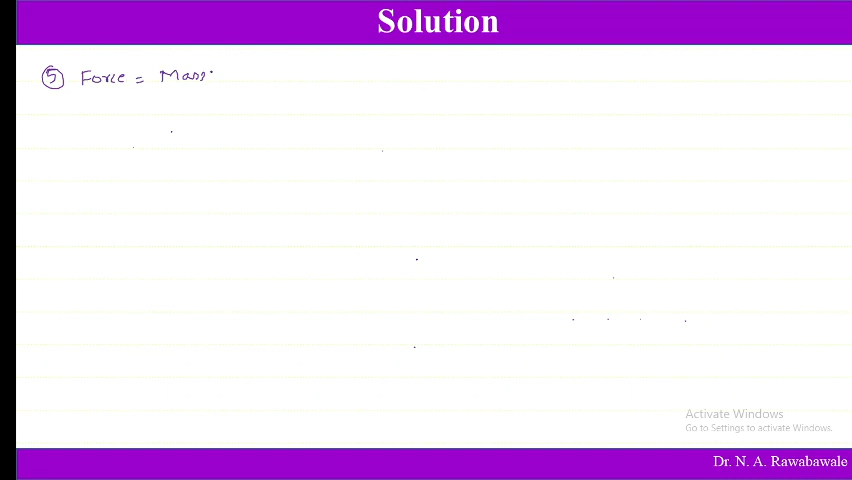 Solution
⑤ Force = Mass
Activate Windows
Go to Settings to activate Windows.
Dr. N. A. Rawabawale